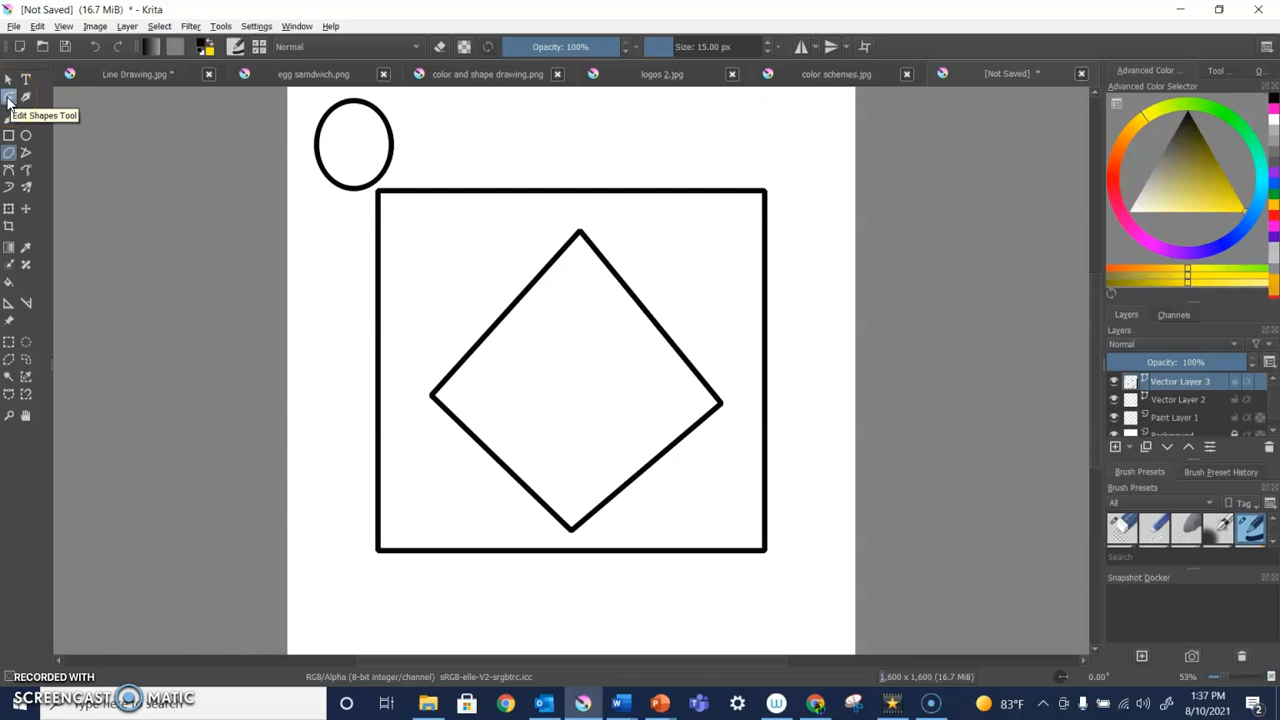 [Not Saved] (16.7 MiB) * - Krita
File Edit View Image Layer Select Filter Tools Settings Window Help
Normal Opacity: 100% Size: 15.00 px
Line Drawing.jpg * egg samdwich.png color and shape drawing.png logos 2.jpg color schemes.jpg [Not Saved] * Advanced Color ... Tool ... O...
Advanced Color Selector
Edit Shapes Tool
Layers Channels
Layers
Normal
Opacity: 100%
Vector Layer 3
Vector Layer 2
Paint Layer 1
Background
Brush Presets Brush Preset History
Brush Presets
All Tag
Search
Snapshot Docker
RGB/Alpha (8-bit integer/channel) sRGB-elle-V2-srgbtrc.icc 1,600 x 1,600 (16.7 MiB) 0.00° 53%
RECORDED WITH
SCREENCAST MATIC
to search
83°F 1:37 PM
8/10/2021